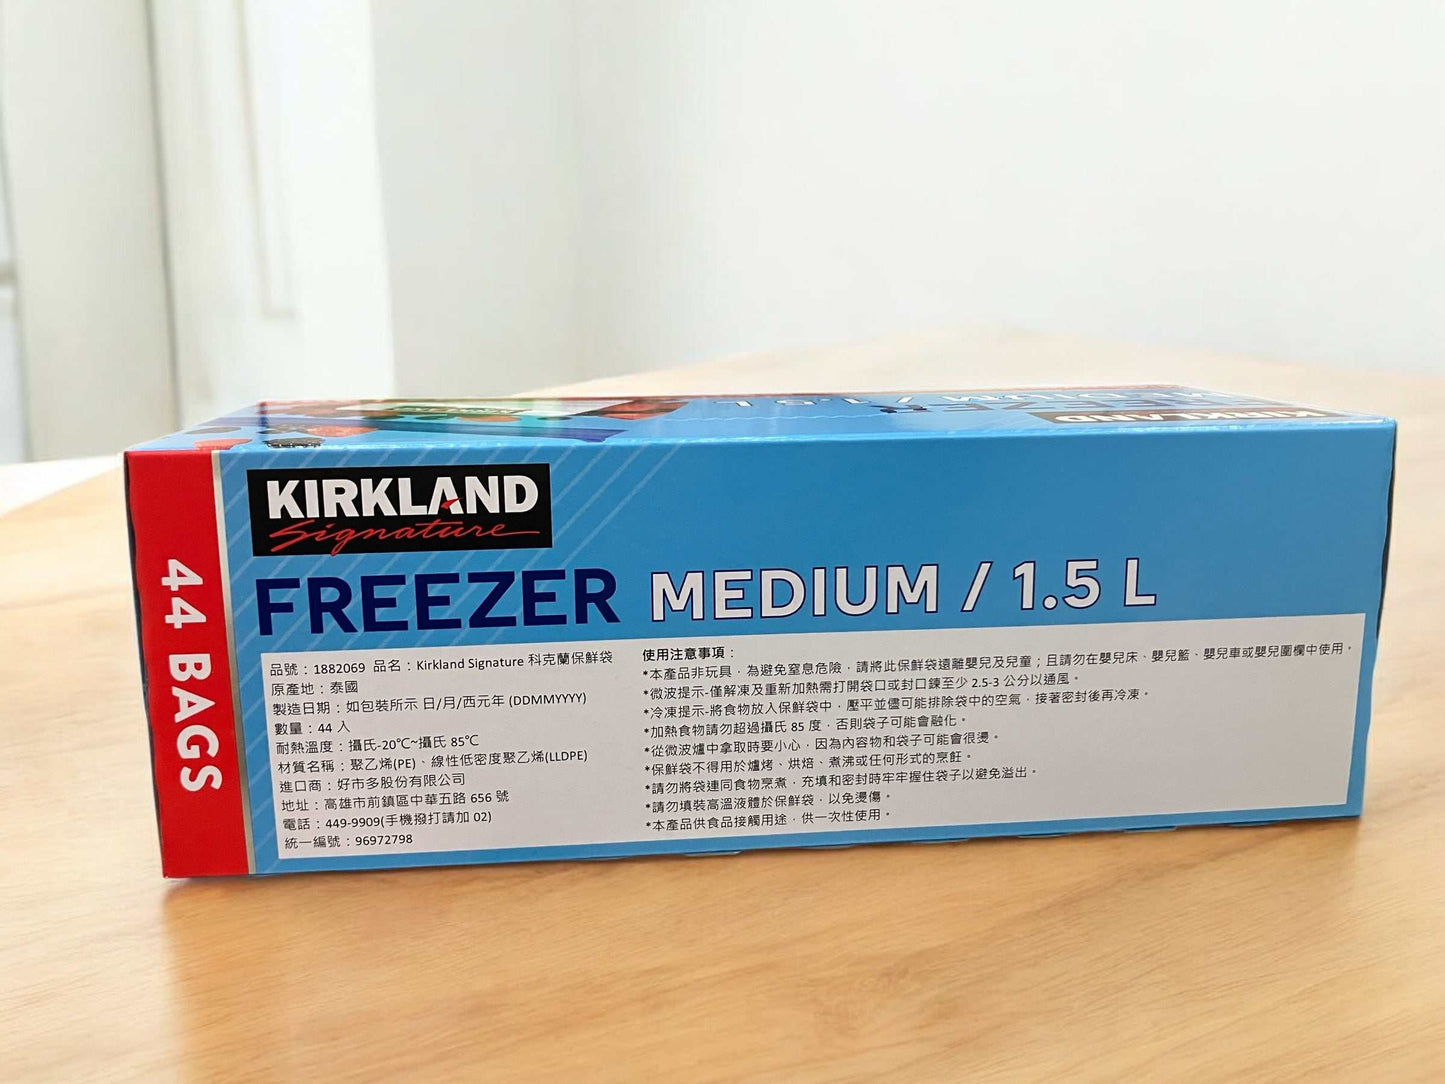 KIRKLAND
MEDIUM / 1.5 L
KIRKLAND
Signature
FREEZER MEDIUM / 1.5 L
44 BAGS
品號：1882069 品名：Kirkland Signature 科克蘭保鮮袋
原產地：泰國
製造日期：如包裝所示 日/月/西元年 (DDMMYYYY)
數量：44 入
耐熱溫度：攝氏-20℃~攝氏 85℃
材質名稱：聚乙烯(PE)、線性低密度聚乙烯(LLDPE)
進口商：好市多股份有限公司
地址：高雄市前鎮區中華五路 656 號
電話：449-9909(手機撥打請加 02)
統一編號：96972798
使用注意事項：
*本產品非玩具，為避免窒息危險，請將此保鮮袋遠離嬰兒及兒童；且請勿在嬰兒床、嬰兒籃、嬰兒車或嬰兒圍欄中使用。
*微波提示-僅解凍及重新加熱需打開袋口或封口鍊至少 2.5-3 公分以通風。
*冷凍提示-將食物放入保鮮袋中，壓平並儘可能排除袋中的空氣，接著密封後再冷凍。
*加熱食物請勿超過攝氏 85 度，否則袋子可能會融化。
*從微波爐中拿取時要小心，因為內容物和袋子可能會很燙。
*保鮮袋不得用於爐烤、烘焙、煮沸或任何形式的烹飪。
*請勿將袋連同食物烹煮，充填和密封時牢牢握住袋子以避免溢出。
*請勿填裝高溫液體於保鮮袋，以免燙傷。
*本產品供食品接觸用途，供一次性使用。